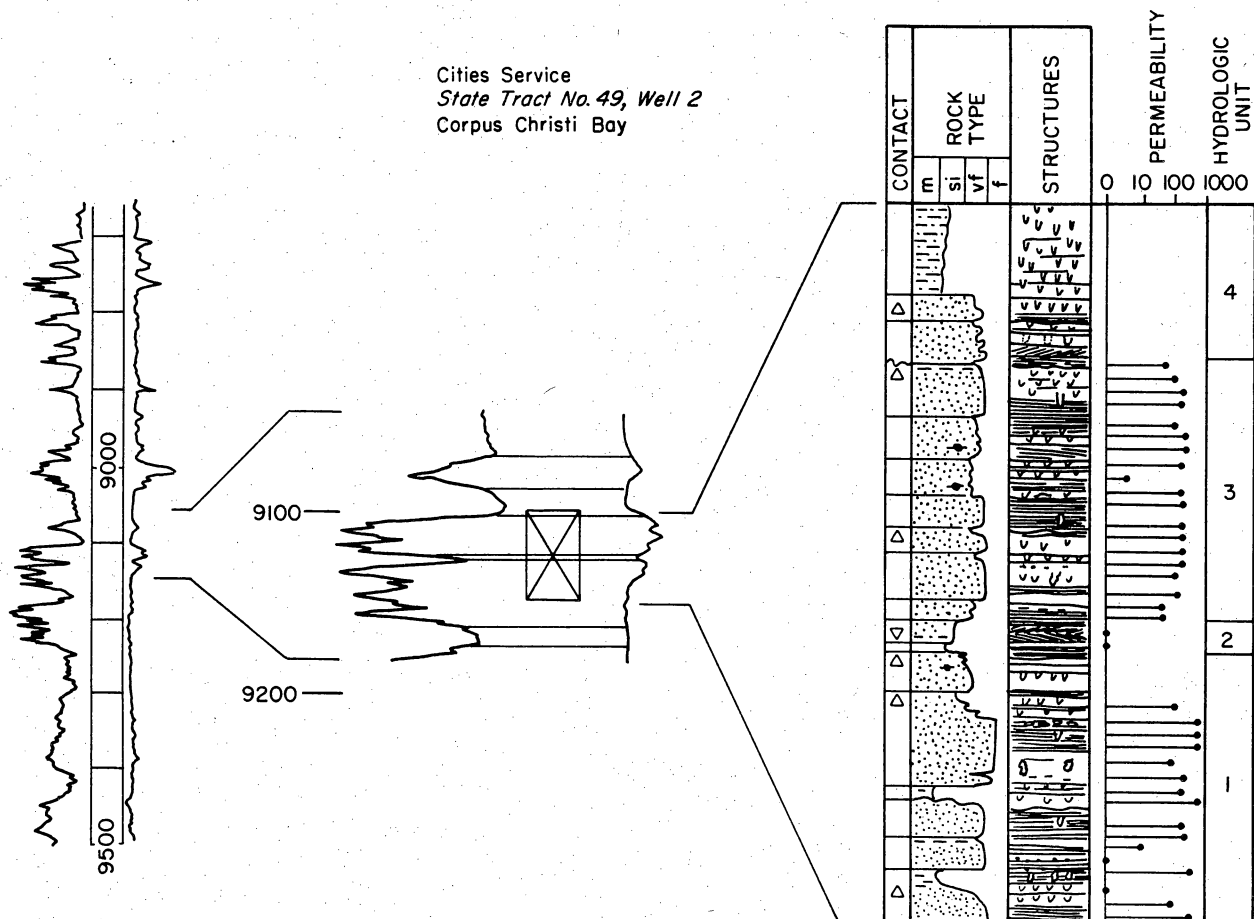 Cities Service
State Tract No. 49, Well 2
Corpus Christi Bay
9000
9500
9100
9200
CONTACT
ROCK TYPE
m
si
vf
f
STRUCTURES
PERMEABILITY
0 10 100 1000
HYDROLOGIC UNIT
4
3
2
1